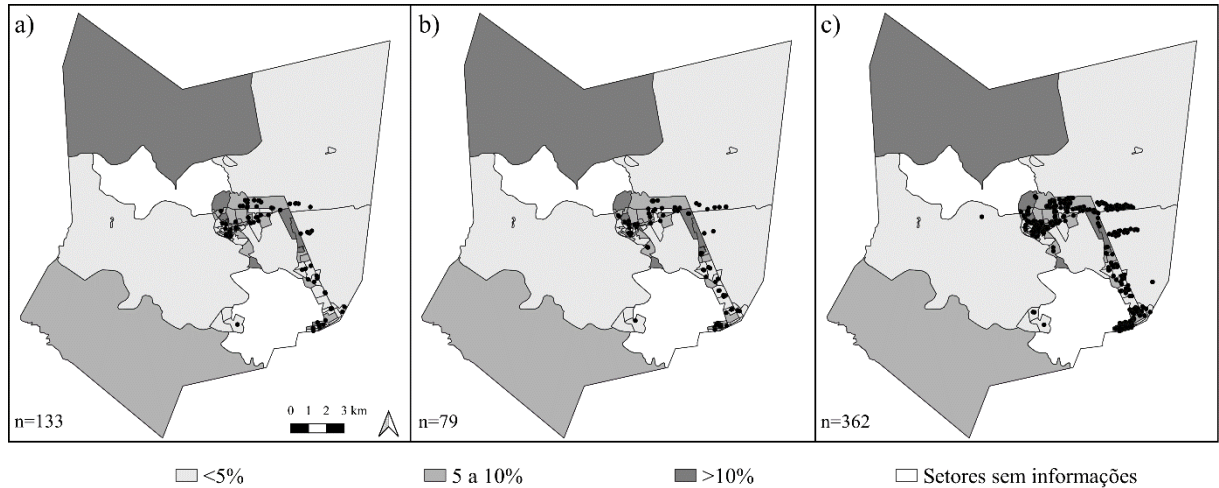 a)
b)
c)
n=133
0 1 2 3 km
n=79
n=362
<5%
5 a 10%
>10%
Setores sem informações